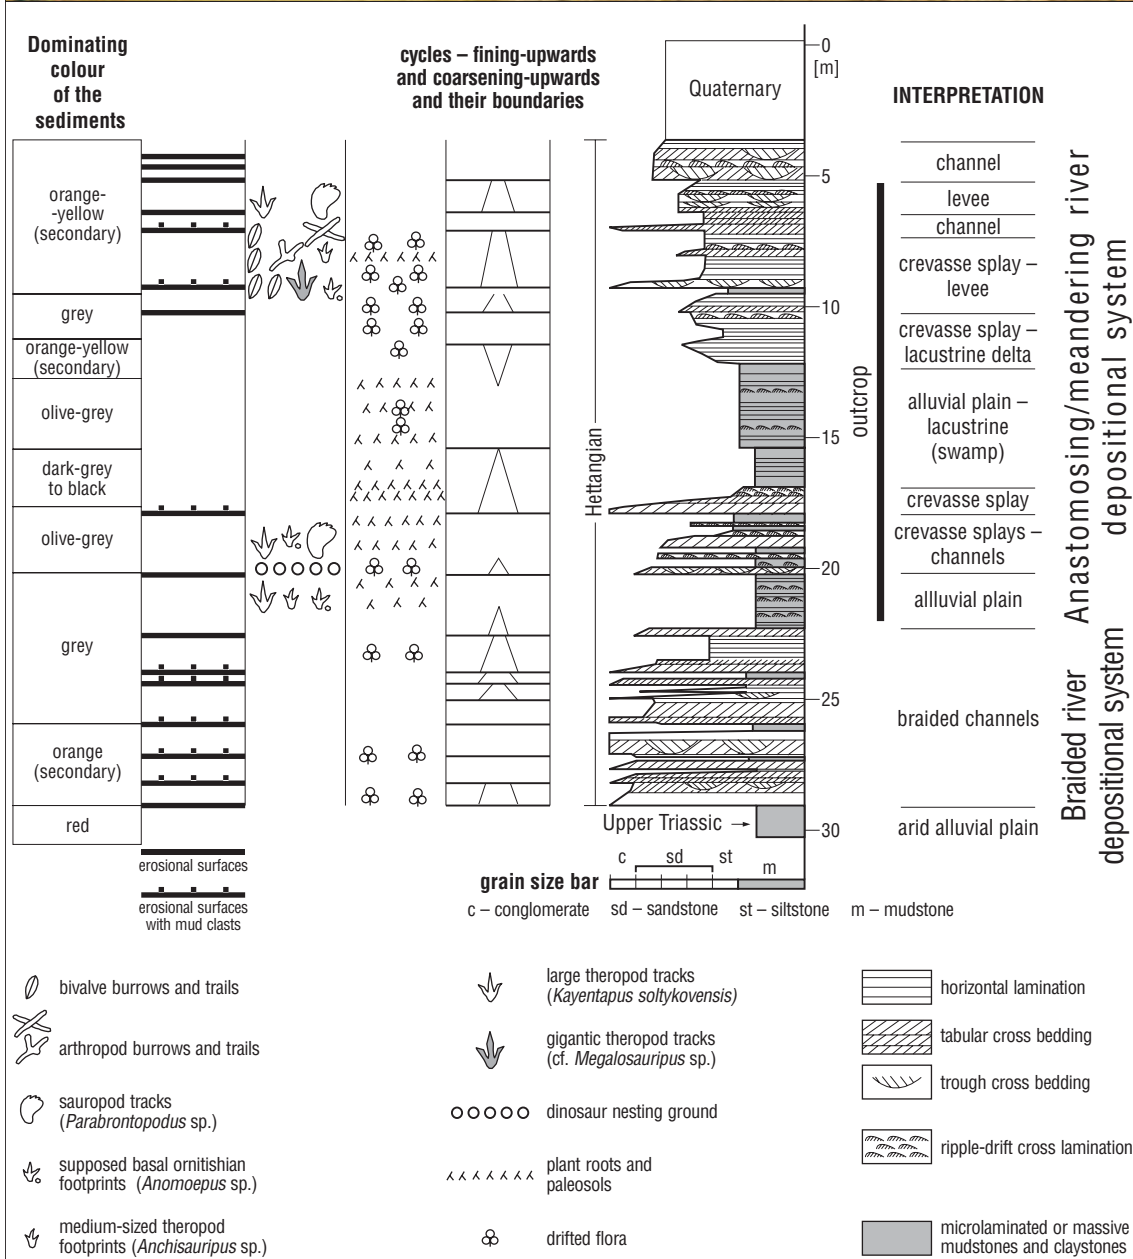 Dominating
colour
of the
sediments
cycles – fining-upwards
and coarsening-upwards
and their boundaries
0
[m]
Quaternary
INTERPRETATION
orange-
-yellow
(secondary)
grey
orange-yellow
(secondary)
olive-grey
dark-grey
to black
olive-grey
grey
orange
(secondary)
red
erosional surfaces
erosional surfaces
with mud clasts
Hettangian
Upper Triassic
5
10
15
20
25
30
outcrop
channel
levee
channel
crevasse splay –
levee
crevasse splay –
lacustrine delta
alluvial plain –
lacustrine
(swamp)
crevasse splay
crevasse splays –
channels
allluvial plain
braided channels
arid alluvial plain
Anastomosing/meandering river
depositional system
Braided river
depositional system
c
sd
st
m
grain size bar
c – conglomerate sd – sandstone st – siltstone m – mudstone
bivalve burrows and trails
arthropod burrows and trails
sauropod tracks
(Parabrontopodus sp.)
supposed basal ornitishian
footprints (Anomoepus sp.)
medium-sized theropod
footprints (Anchisauripus sp.)
large theropod tracks
(Kayentapus soltykovensis)
gigantic theropod tracks
(cf. Megalosauripus sp.)
dinosaur nesting ground
plant roots and
paleosols
drifted flora
horizontal lamination
tabular cross bedding
trough cross bedding
ripple-drift cross lamination
microlaminated or massive
mudstones and claystones